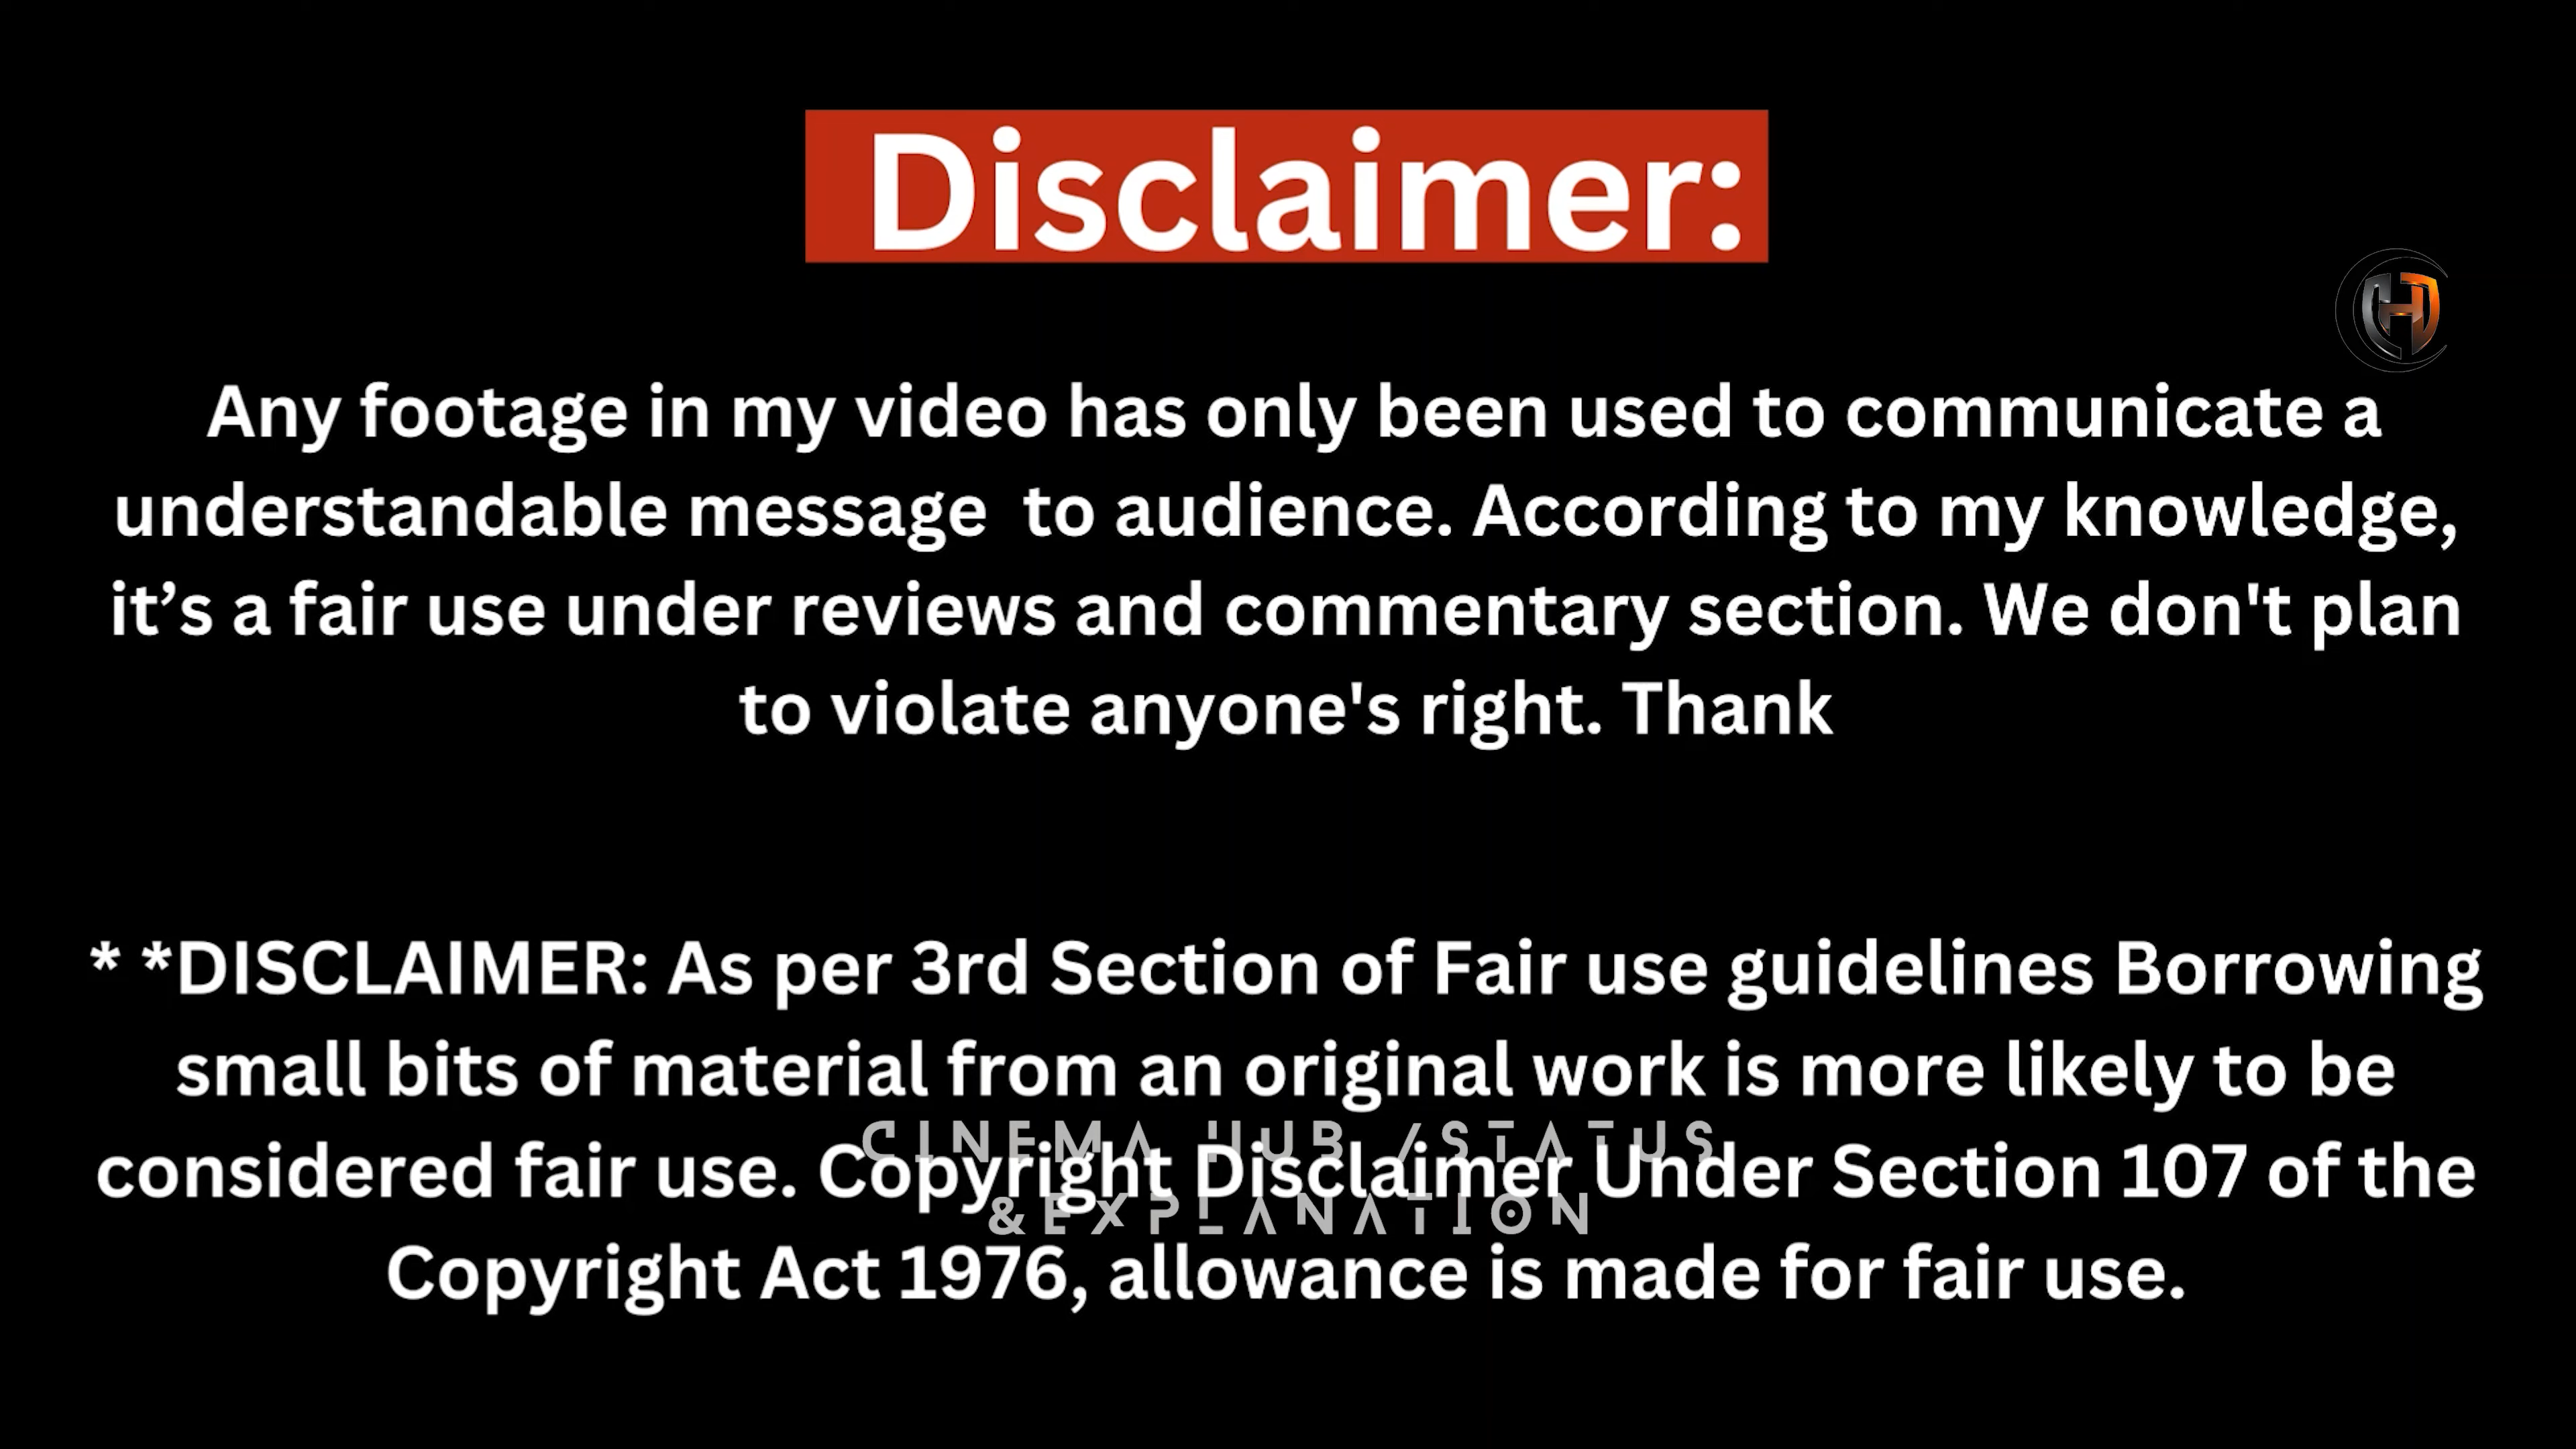 Disclaimer:
Any footage in my video has only been used to communicate a
understandable message  to audience. According to my knowledge,
it’s a fair use under reviews and commentary section. We don't plan
to violate anyone's right. Thank
* *DISCLAIMER: As per 3rd Section of Fair use guidelines Borrowing
small bits of material from an original work is more likely to be
CINEMA HUB /STATUS
considered fair use. Copyright Disclaimer Under Section 107 of the
&EXPLANATION
Copyright Act 1976, allowance is made for fair use.